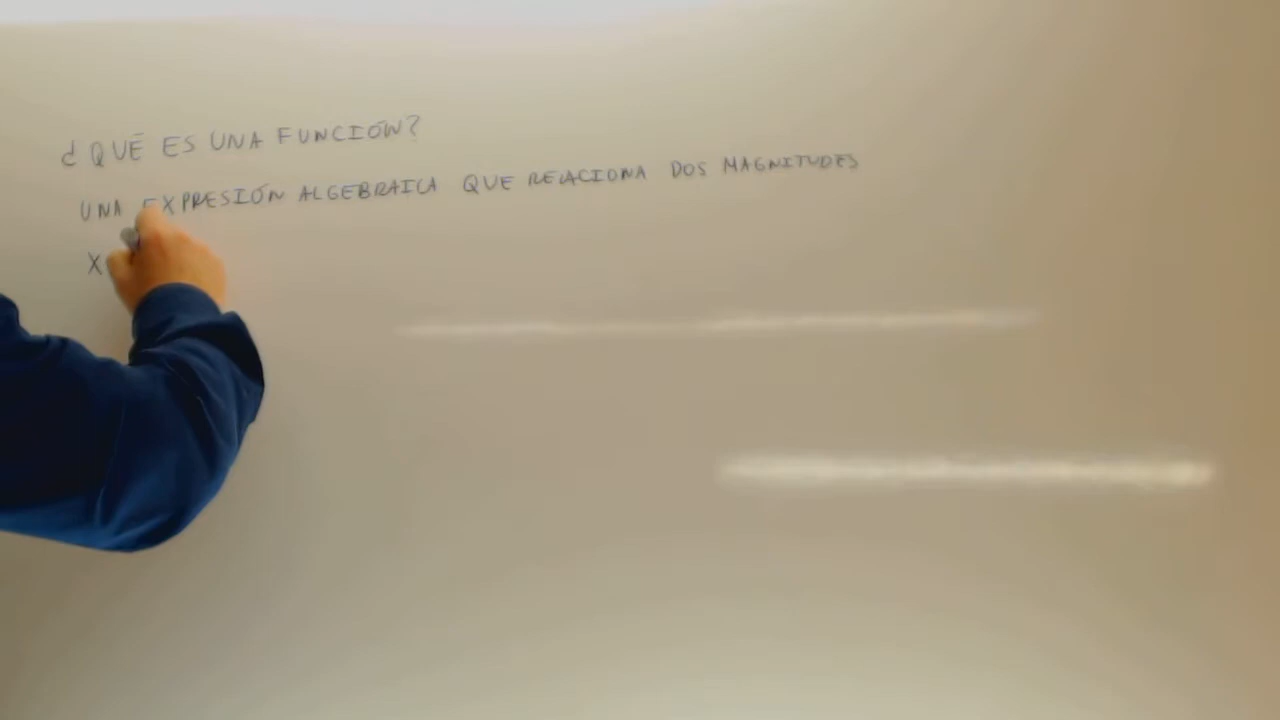 ¿QUÉ ES UNA FUNCIÓN?
UNA EXPRESIÓN ALGEBRAICA QUE RELACIONA DOS MAGNITUDES
X